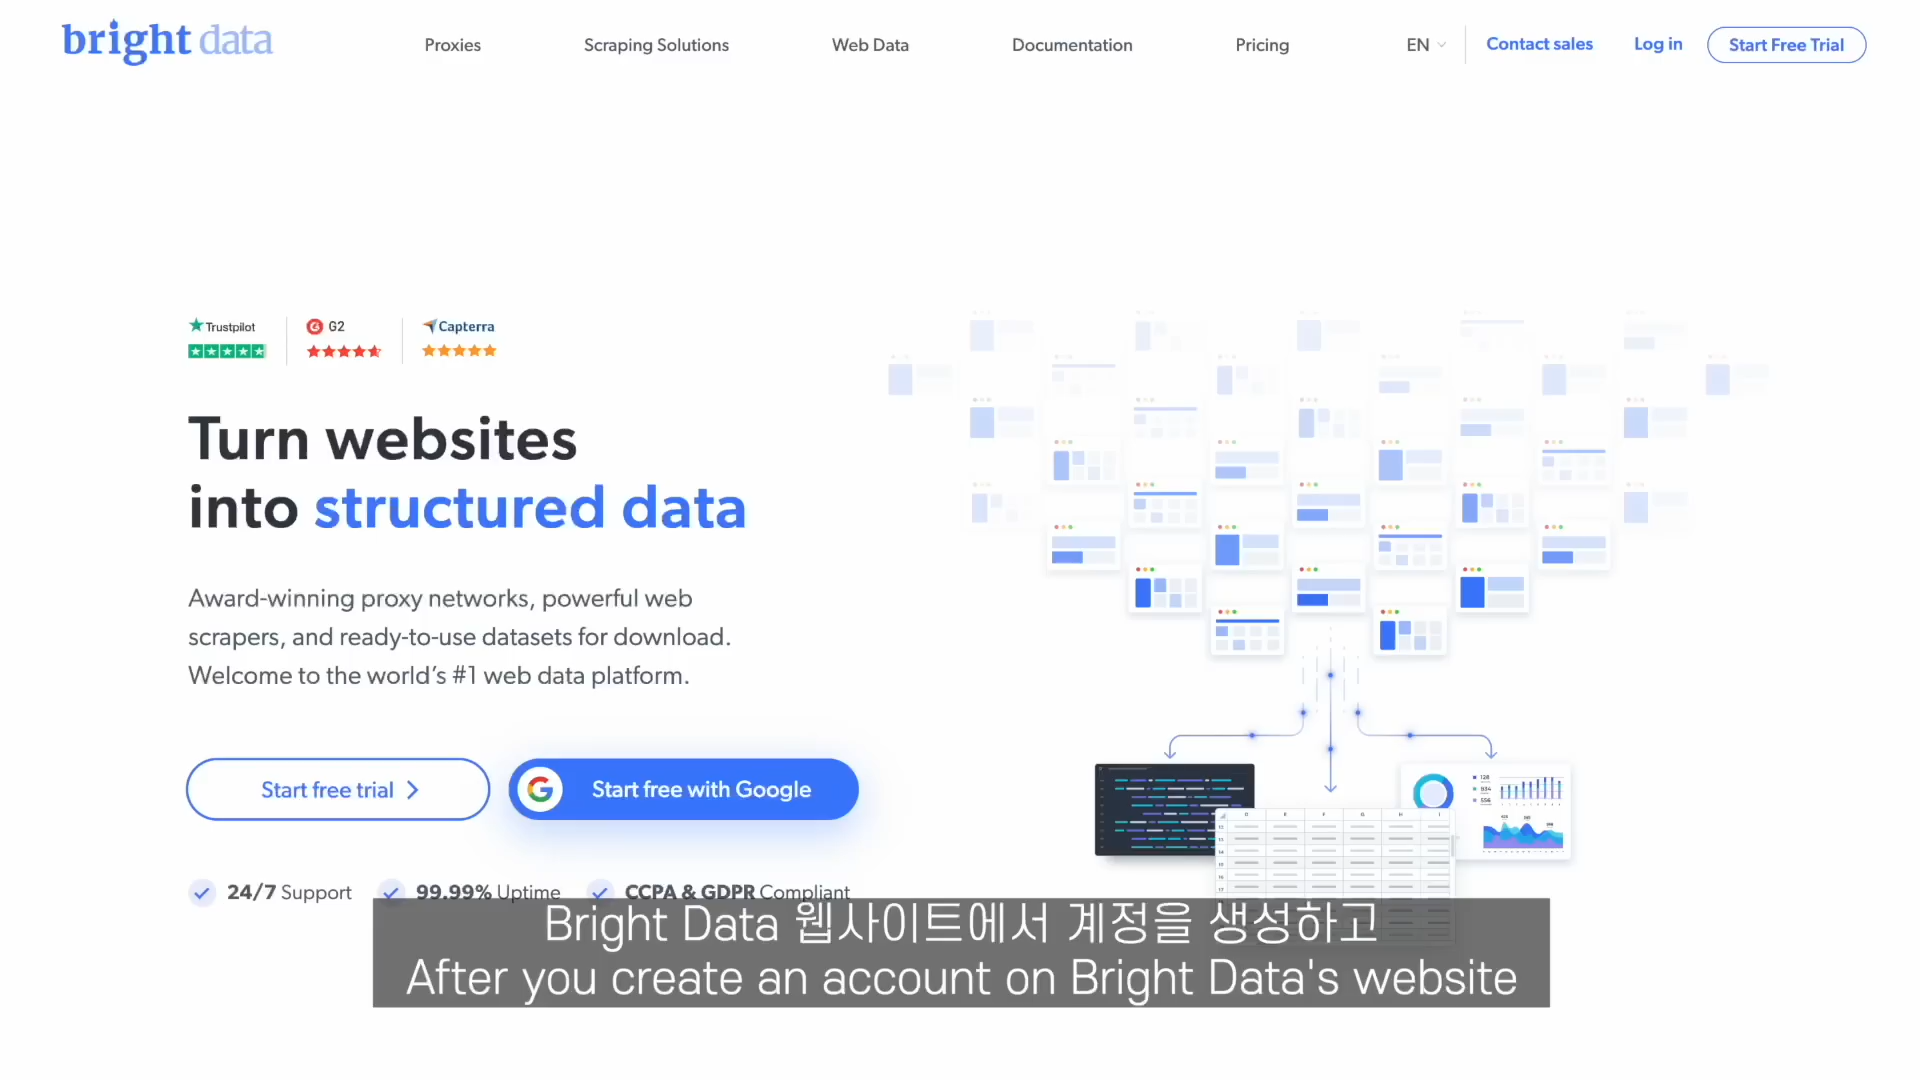 bright data
Proxies
Scraping Solutions
Web Data
Documentation
Pricing
EN
Contact sales
Log in
Start Free Trial
Trustpilot
G2
Capterra
Turn websites
into structured data
Award-winning proxy networks, powerful web
scrapers, and ready-to-use datasets for download.
Welcome to the world’s #1 web data platform.
Start free trial
Start free with Google
24/7 Support
99.99% Uptime
CCPA & GDPR Compliant
Bright Data 웹사이트에서 계정을 생성하고
After you create an account on Bright Data's website